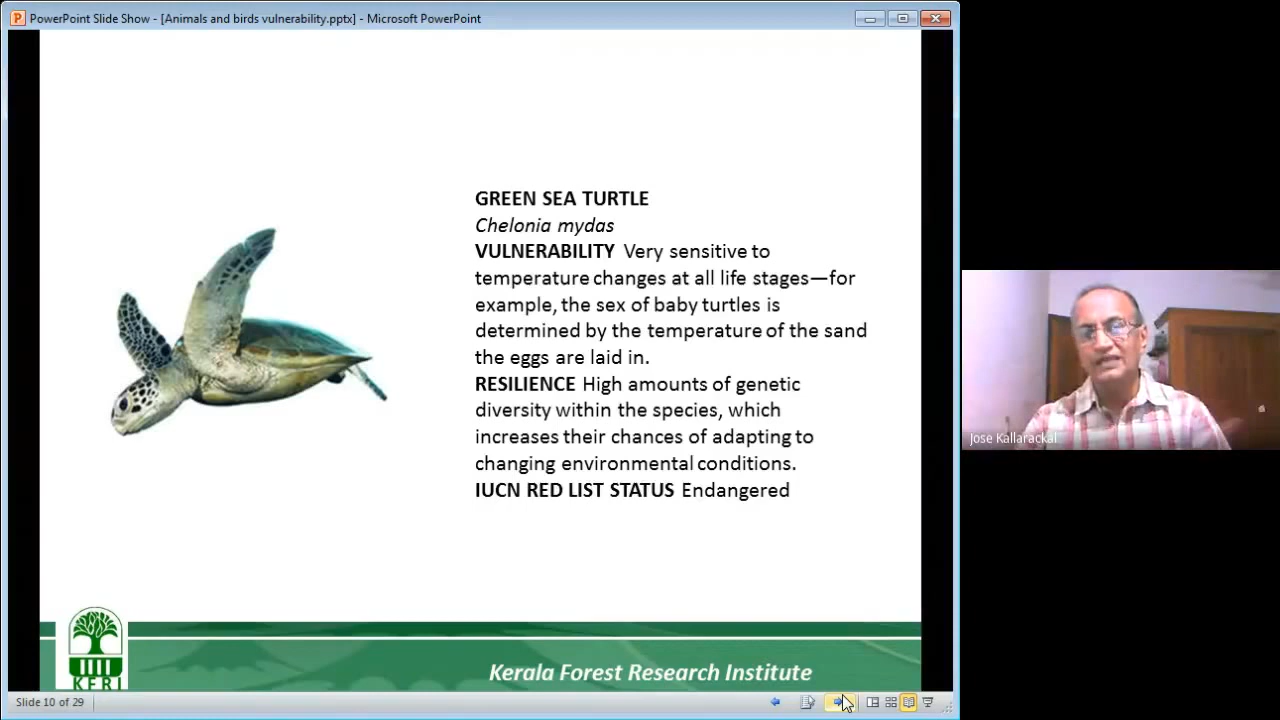 PowerPoint Slide Show - [Animals and birds vulnerability.pptx] - Microsoft PowerPoint
GREEN SEA TURTLE
Chelonia mydas
VULNERABILITY Very sensitive to
temperature changes at all life stages—for
example, the sex of baby turtles is
determined by the temperature of the sand
the eggs are laid in.
RESILIENCE High amounts of genetic
diversity within the species, which
increases their chances of adapting to
changing environmental conditions.
IUCN RED LIST STATUS Endangered
Jose Kallarackal
KFRI
Kerala Forest Research Institute
Slide 10 of 29